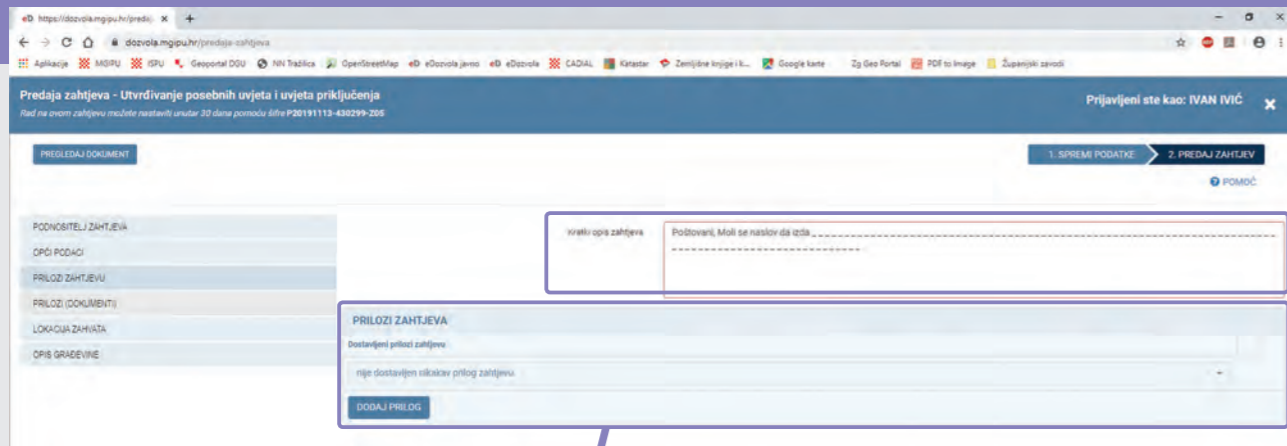 eD https://dozvola.mgipu.hr/predaj
dozvola.mgipu.hr/predaja-zahtjeva
Aplikacije MGIPU ISPU Geoportal DGU NN Tražilica OpenStreetMap eD eDozvola javno eD eDozvola CADIAL Katastar Zemljišne knjige i k... Google karte Zg Geo Portal PDF to Image Županijski zavodi
Predaja zahtjeva - Utvrđivanje posebnih uvjeta i uvjeta priključenja
Prijavljeni ste kao: IVAN IVIĆ
Rad na ovom zahtjevu možete nastaviti unutar 30 dana pomoću šifre P20191113-430299-Z05
PREGLEDAJ DOKUMENT
1. SPREMI PODATKE
2. PREDAJ ZAHTJEV
POMOĆ
PODNOSITELJ ZAHTJEVA
OPĆI PODACI
PRILOZI ZAHTJEVU
PRILOZI (DOKUMENTI)
LOKACIJA ZAHVATA
OPIS GRAĐEVINE
Kratki opis zahtjeva
Poštovani, Moli se naslov da izda
PRILOZI ZAHTJEVA
Dostavljeni prilozi zahtjevu
nije dostavljen nikakav prilog zahtjevu
DODAJ PRILOG